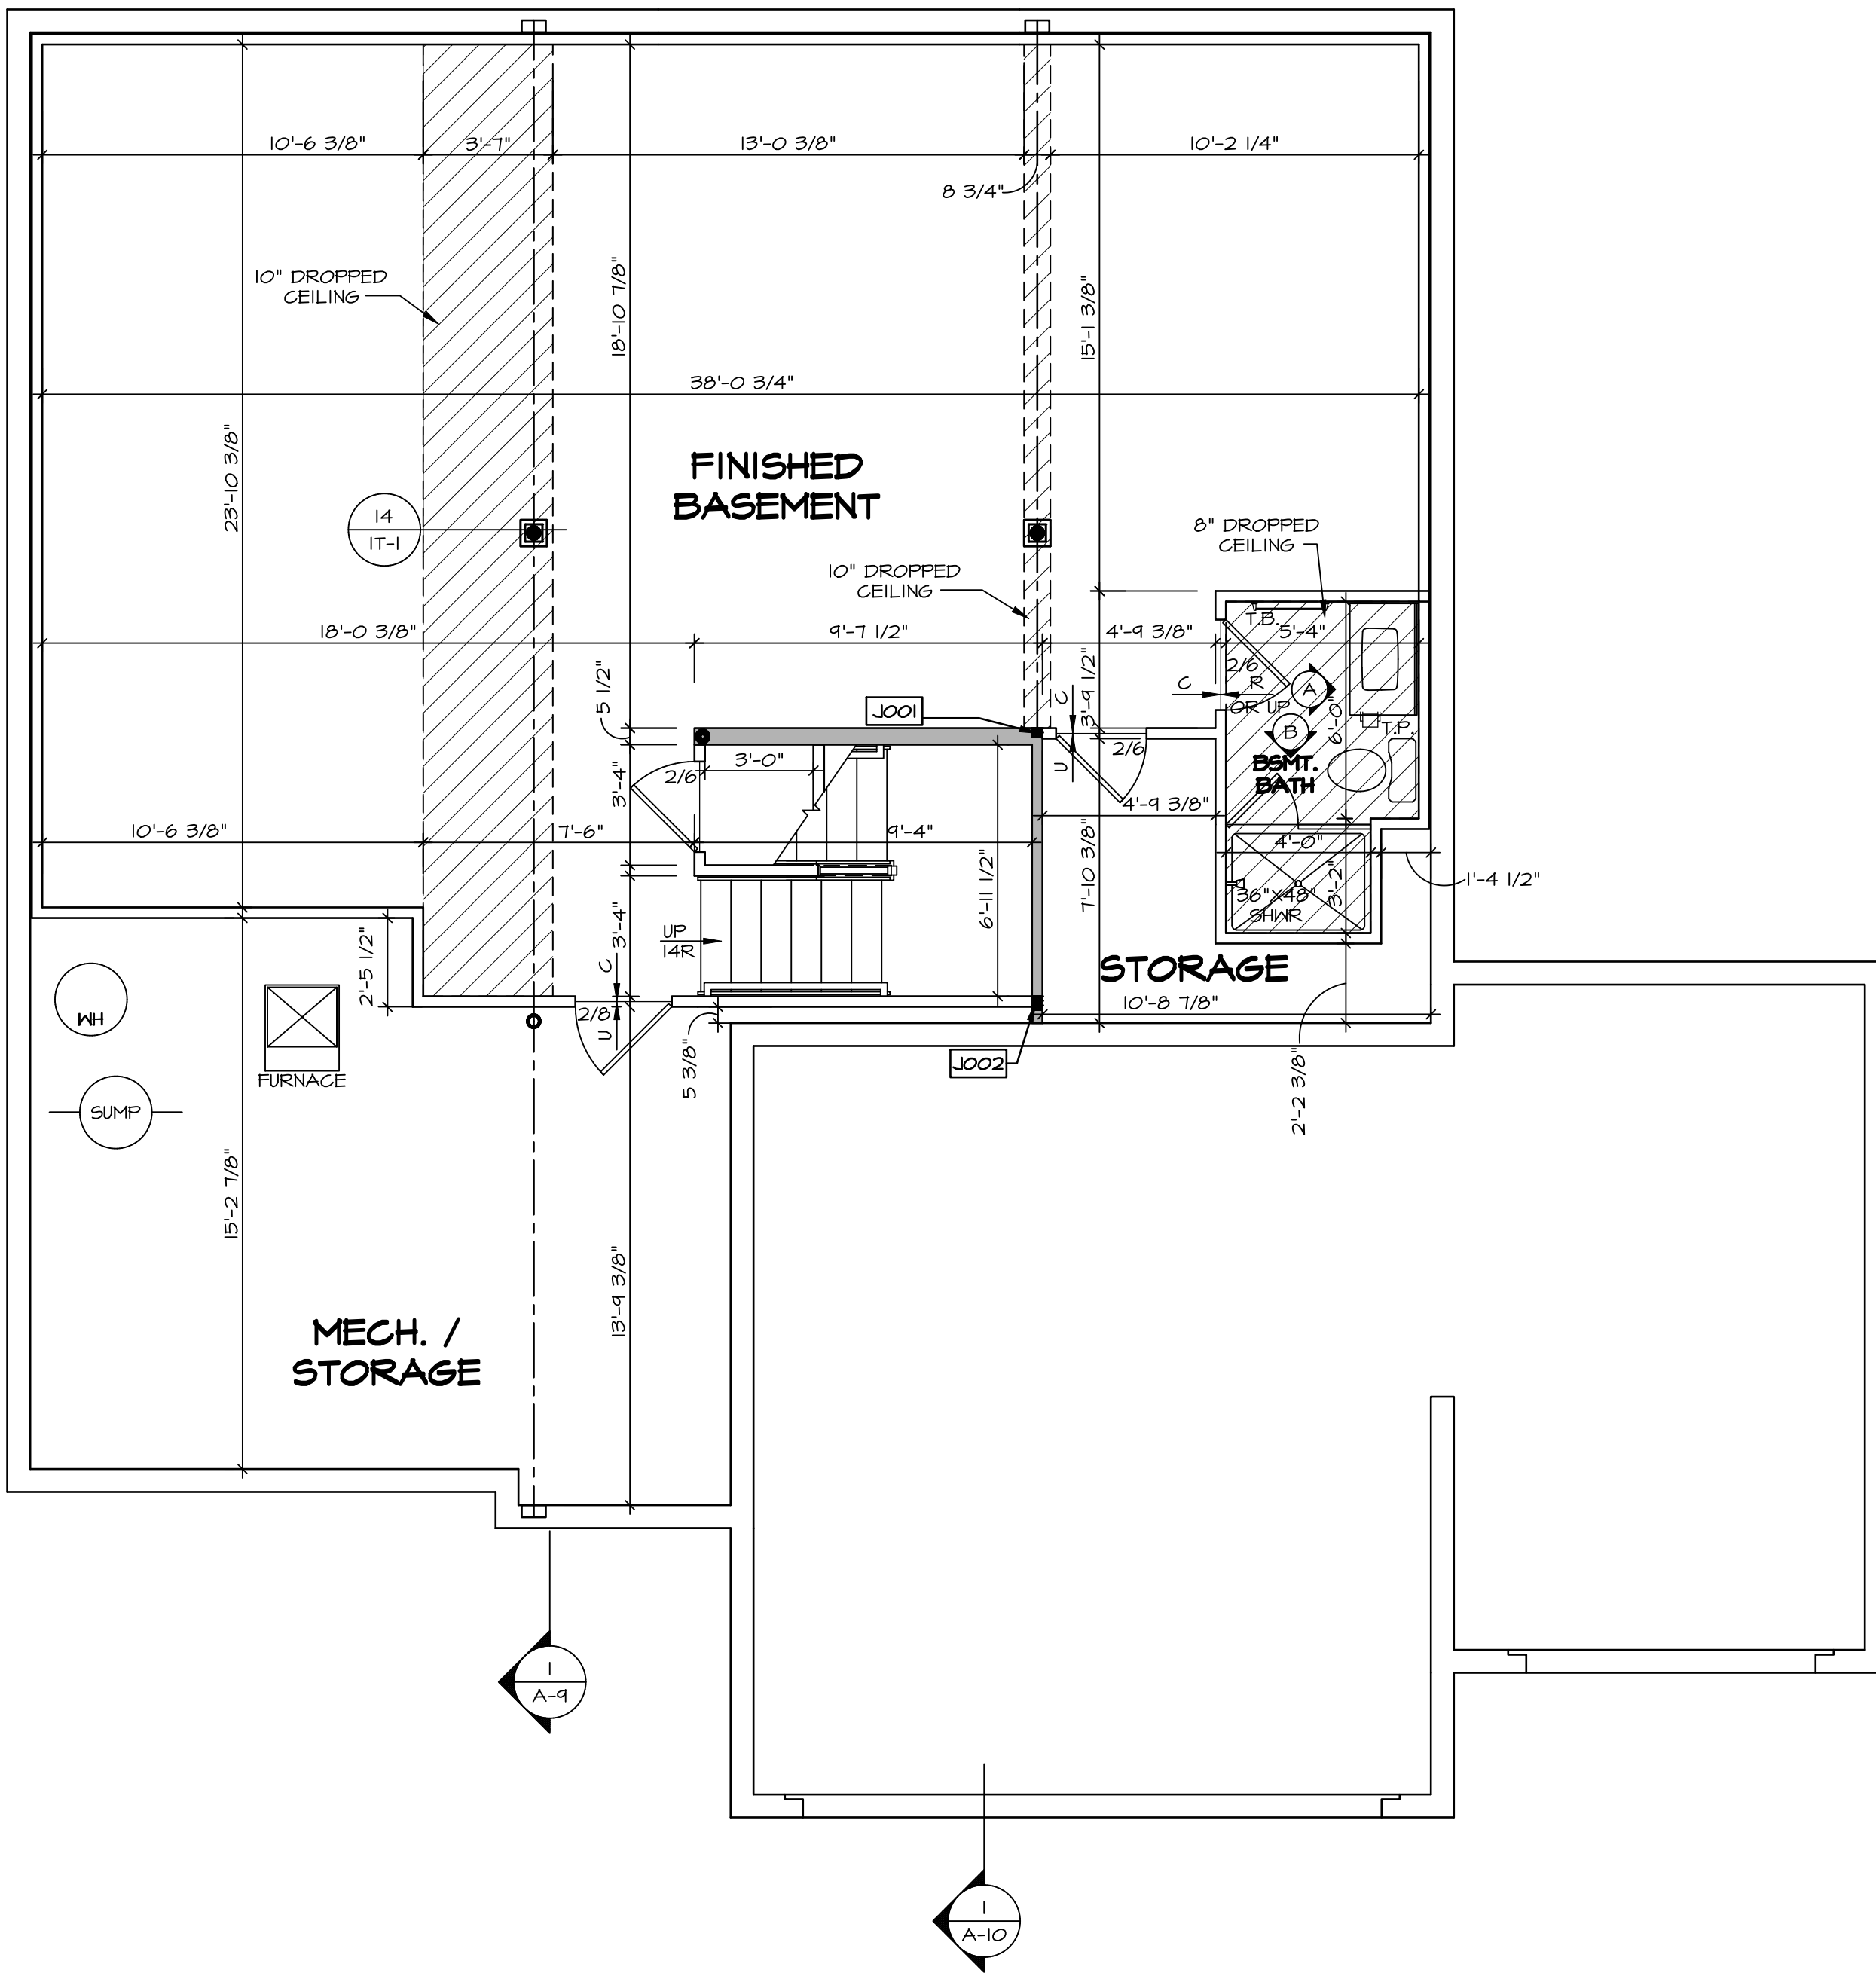 10'-6 3/8"
3'-7"
13'-0 3/8"
10'-2 1/4"
8 3/4"
10" DROPPED
CEILING
18'-10 7/8"
15'-1 3/8"
38'-0 3/4"
23'-10 3/8"
FINISHED
BASEMENT
14
1T-1
8" DROPPED
CEILING
10" DROPPED
CEILING
18'-0 3/8"
9'-7 1/2"
4'-9 3/8"
T.B.
5'-4"
2/6
5 1/2"
3'-9 1/2"
C
U
C
R
OR UP
A
B
6'-0"
T.P.
J001
2/6
BSMT.
BATH
3'-0"
2/6
3'-4"
4'-9 3/8"
10'-6 3/8"
7'-6"
9'-4"
4'-0"
6'-11 1/2"
7'-10 3/8"
3'-2"
1'-4 1/2"
36"X48"
SHWR
UP
14R
3'-4"
2'-5 1/2"
C
U
STORAGE
10'-8 7/8"
WH
2/8
5 3/8"
J002
FURNACE
2'-2 3/8"
SUMP
15'-2 7/8"
13'-9 3/8"
MECH. /
STORAGE
1
A-9
1
A-10